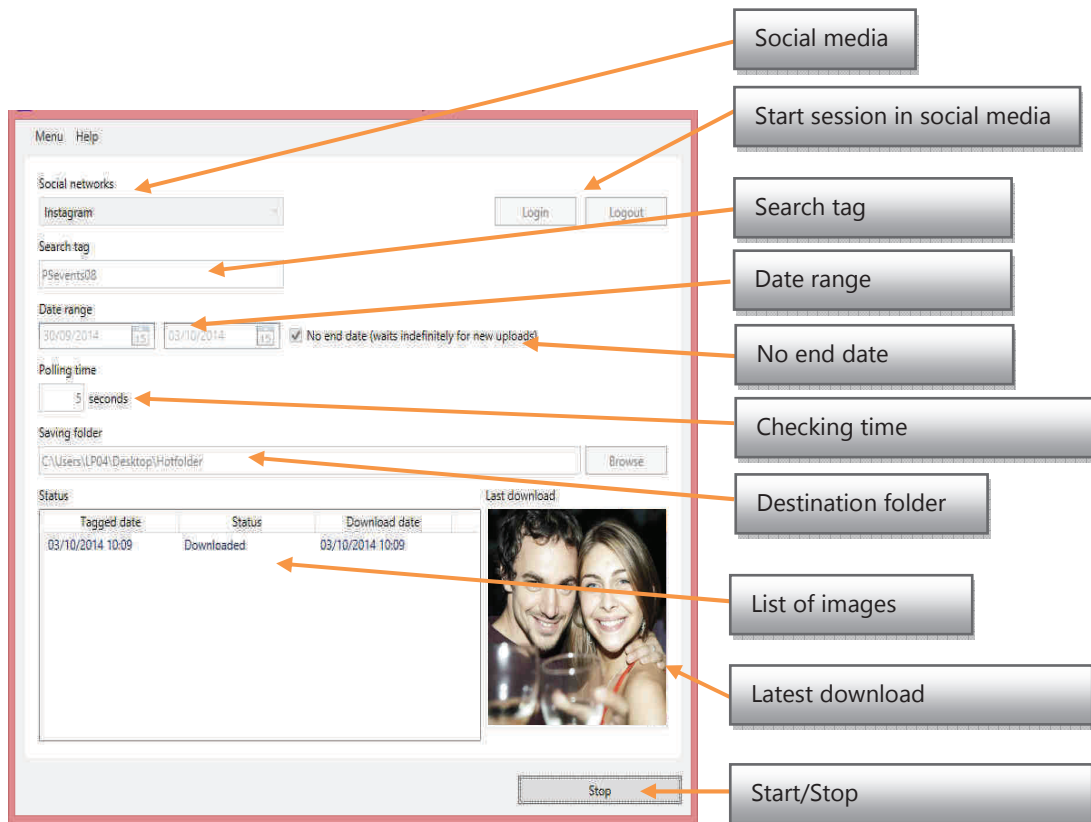 Social media
Start session in social media
Menu Help
Social networks
Instagram
Login Logout
Search tag
Search tag
PSevents08
Date range
Date range
30/09/2014 15 03/10/2014 15 No end date (waits indefinitely for new uploads)
No end date
Polling time
5 seconds
Checking time
Saving folder
C:\Users\LP04\Desktop\Hotfolder Browse
Destination folder
Status Last download
Tagged date Status Download date
03/10/2014 10:09 Downloaded 03/10/2014 10:09
List of images
Latest download
Stop
Start/Stop